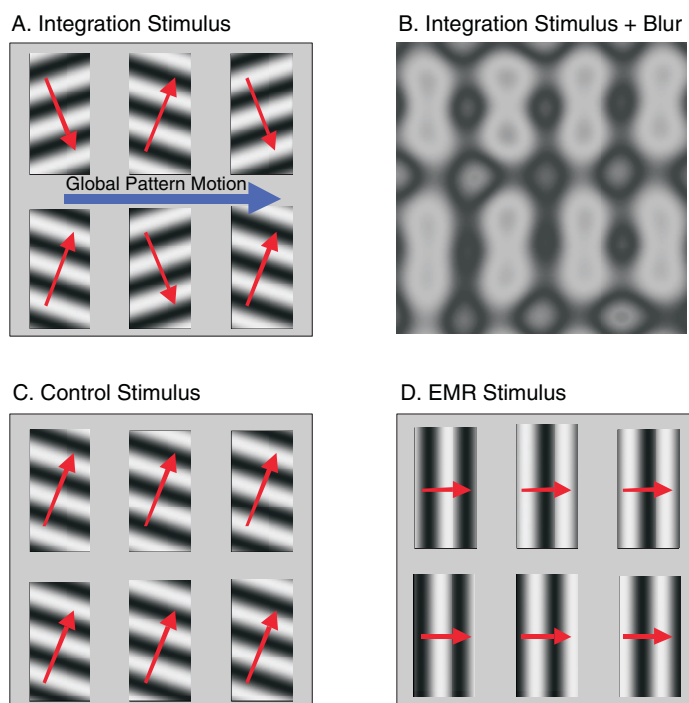 A. Integration Stimulus
B. Integration Stimulus + Blur
Global Pattern Motion
C. Control Stimulus
D. EMR Stimulus